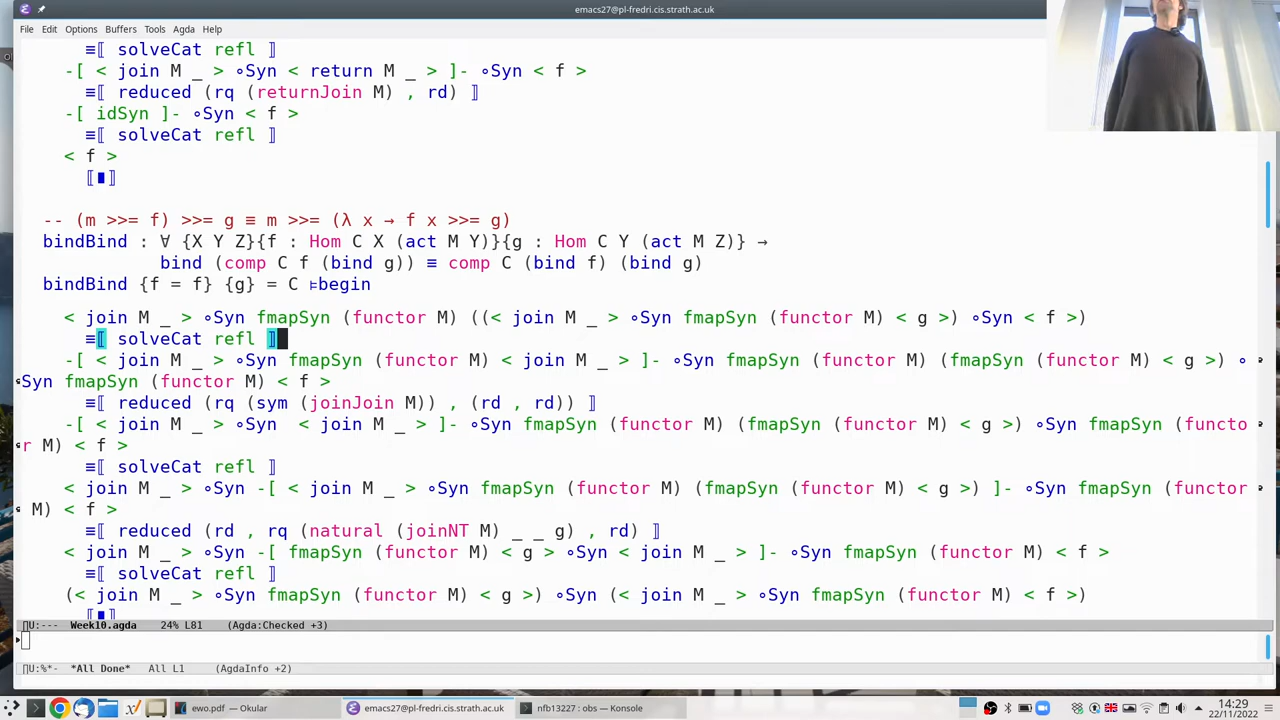 emacs27@pl-fredri.cis.strath.ac.uk
File Edit Options Buffers Tools Agda Help
≡⟦ solveCat refl ⟧
-[ < join M _ > ∘Syn < return M _ > ]- ∘Syn < f >
≡⟦ reduced (rq (returnJoin M) , rd) ⟧
-[ idSyn ]- ∘Syn < f >
≡⟦ solveCat refl ⟧
< f >
⟦∎⟧
-- (m >>= f) >>= g ≡ m >>= (λ x → f x >>= g)
bindBind : ∀ {X Y Z}{f : Hom C X (act M Y)}{g : Hom C Y (act M Z)} →
bind (comp C f (bind g)) ≡ comp C (bind f) (bind g)
bindBind {f = f} {g} = C ⊧begin
< join M _ > ∘Syn fmapSyn (functor M) ((< join M _ > ∘Syn fmapSyn (functor M) < g >) ∘Syn < f >)
≡⟦ solveCat refl ⟧
-[ < join M _ > ∘Syn fmapSyn (functor M) < join M _ > ]- ∘Syn fmapSyn (functor M) (fmapSyn (functor M) < g >) ∘
Syn fmapSyn (functor M) < f >
≡⟦ reduced (rq (sym (joinJoin M)) , (rd , rd)) ⟧
-[ < join M _ > ∘Syn  < join M _ > ]- ∘Syn fmapSyn (functor M) (fmapSyn (functor M) < g >) ∘Syn fmapSyn (functo
r M) < f >
≡⟦ solveCat refl ⟧
< join M _ > ∘Syn -[ < join M _ > ∘Syn fmapSyn (functor M) (fmapSyn (functor M) < g >) ]- ∘Syn fmapSyn (functor
M) < f >
≡⟦ reduced (rd , rq (natural (joinNT M) _ _ g) , rd) ⟧
< join M _ > ∘Syn -[ fmapSyn (functor M) < g > ∘Syn < join M _ > ]- ∘Syn fmapSyn (functor M) < f >
≡⟦ solveCat refl ⟧
(< join M _ > ∘Syn fmapSyn (functor M) < g >) ∘Syn (< join M _ > ∘Syn fmapSyn (functor M) < f >)
⟦∎⟧
∏U:--- Week10.agda 24% L81 (Agda:Checked +3)
∏U:%*- *All Done* All L1 (AgdaInfo +2)
ewo.pdf — Okular
emacs27@pl-fredri.cis.strath.ac.uk
nfb13227 : obs — Konsole
14:29
22/11/2022